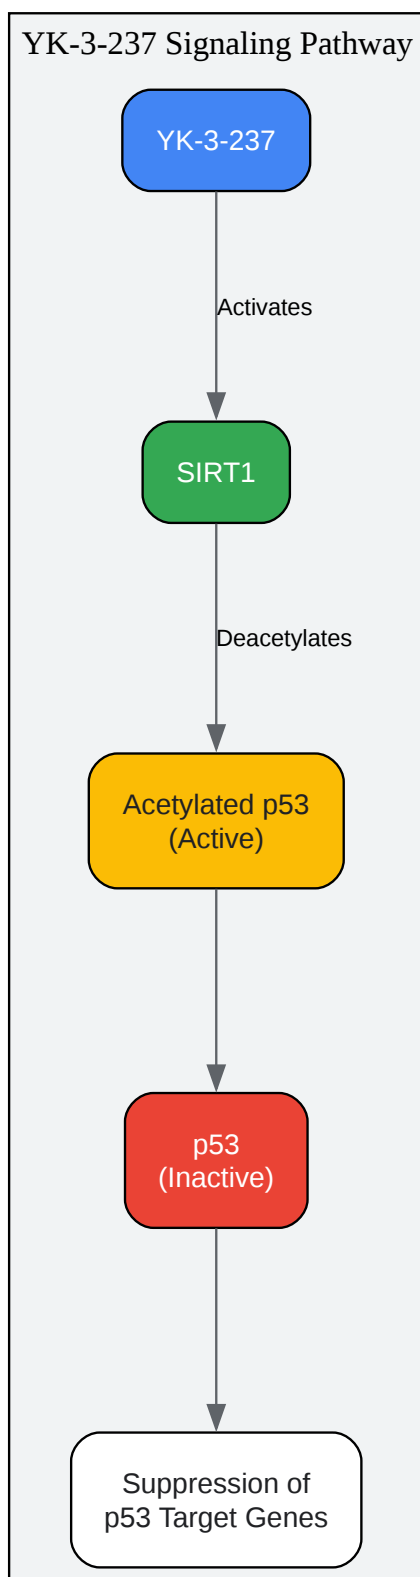 YK-3-237 Signaling Pathway
YK-3-237
Activates
SIRT1
Deacetylates
Acetylated p53
(Active)
p53
(Inactive)
Suppression of
p53 Target Genes